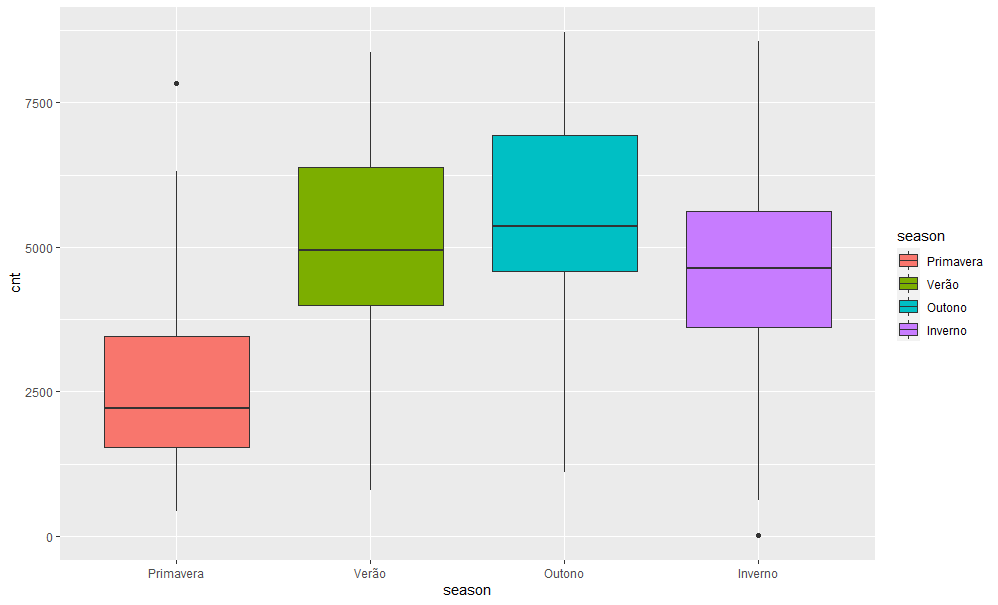 cnt
7500
5000
2500
0
Primavera
Verão
Outono
Inverno
season
season
Primavera
Verão
Outono
Inverno